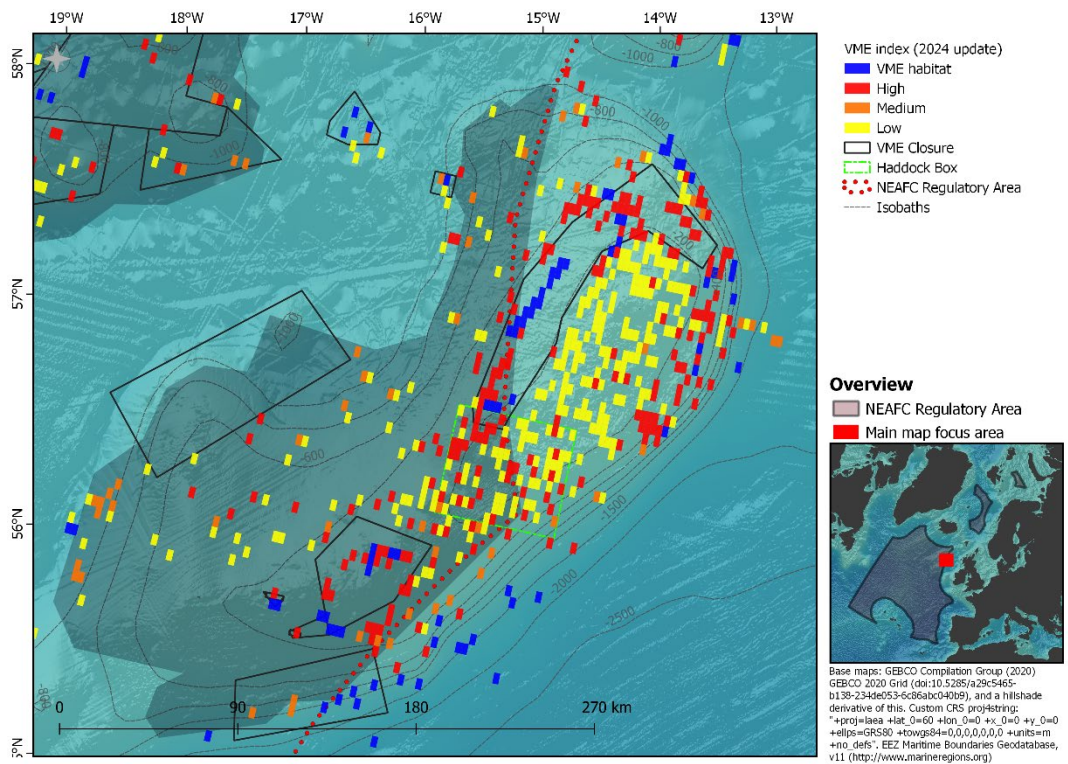 19°W 18°W 17°W 16°W 15°W 14°W 13°W
58°N
57°N
56°N
5°N
-1000
-800
-1000
-800
-1000
-200
-600
-1500
-2000
-2500
0 90 180 270 km
VME index (2024 update)
VME habitat
High
Medium
Low
VME Closure
Haddock Box
NEAFC Regulatory Area
Isobaths
Overview
NEAFC Regulatory Area
Main map focus area
Base maps: GEBCO Compilation Group (2020)
GEBCO 2020 Grid (doi:10.5285/a29c5465-
b138-234de053-6c86abc040b9), and a hillshade
derivative of this. Custom CRS proj4string:
"+proj=laea +lat_0=60 +lon_0=0 +x_0=0 +y_0=0
+ellps=GRS80 +towgs84=0,0,0,0,0,0,0 +units=m
+no_defs". EEZ Maritime Boundaries Geodatabase,
v11 (http://www.marineregions.org)